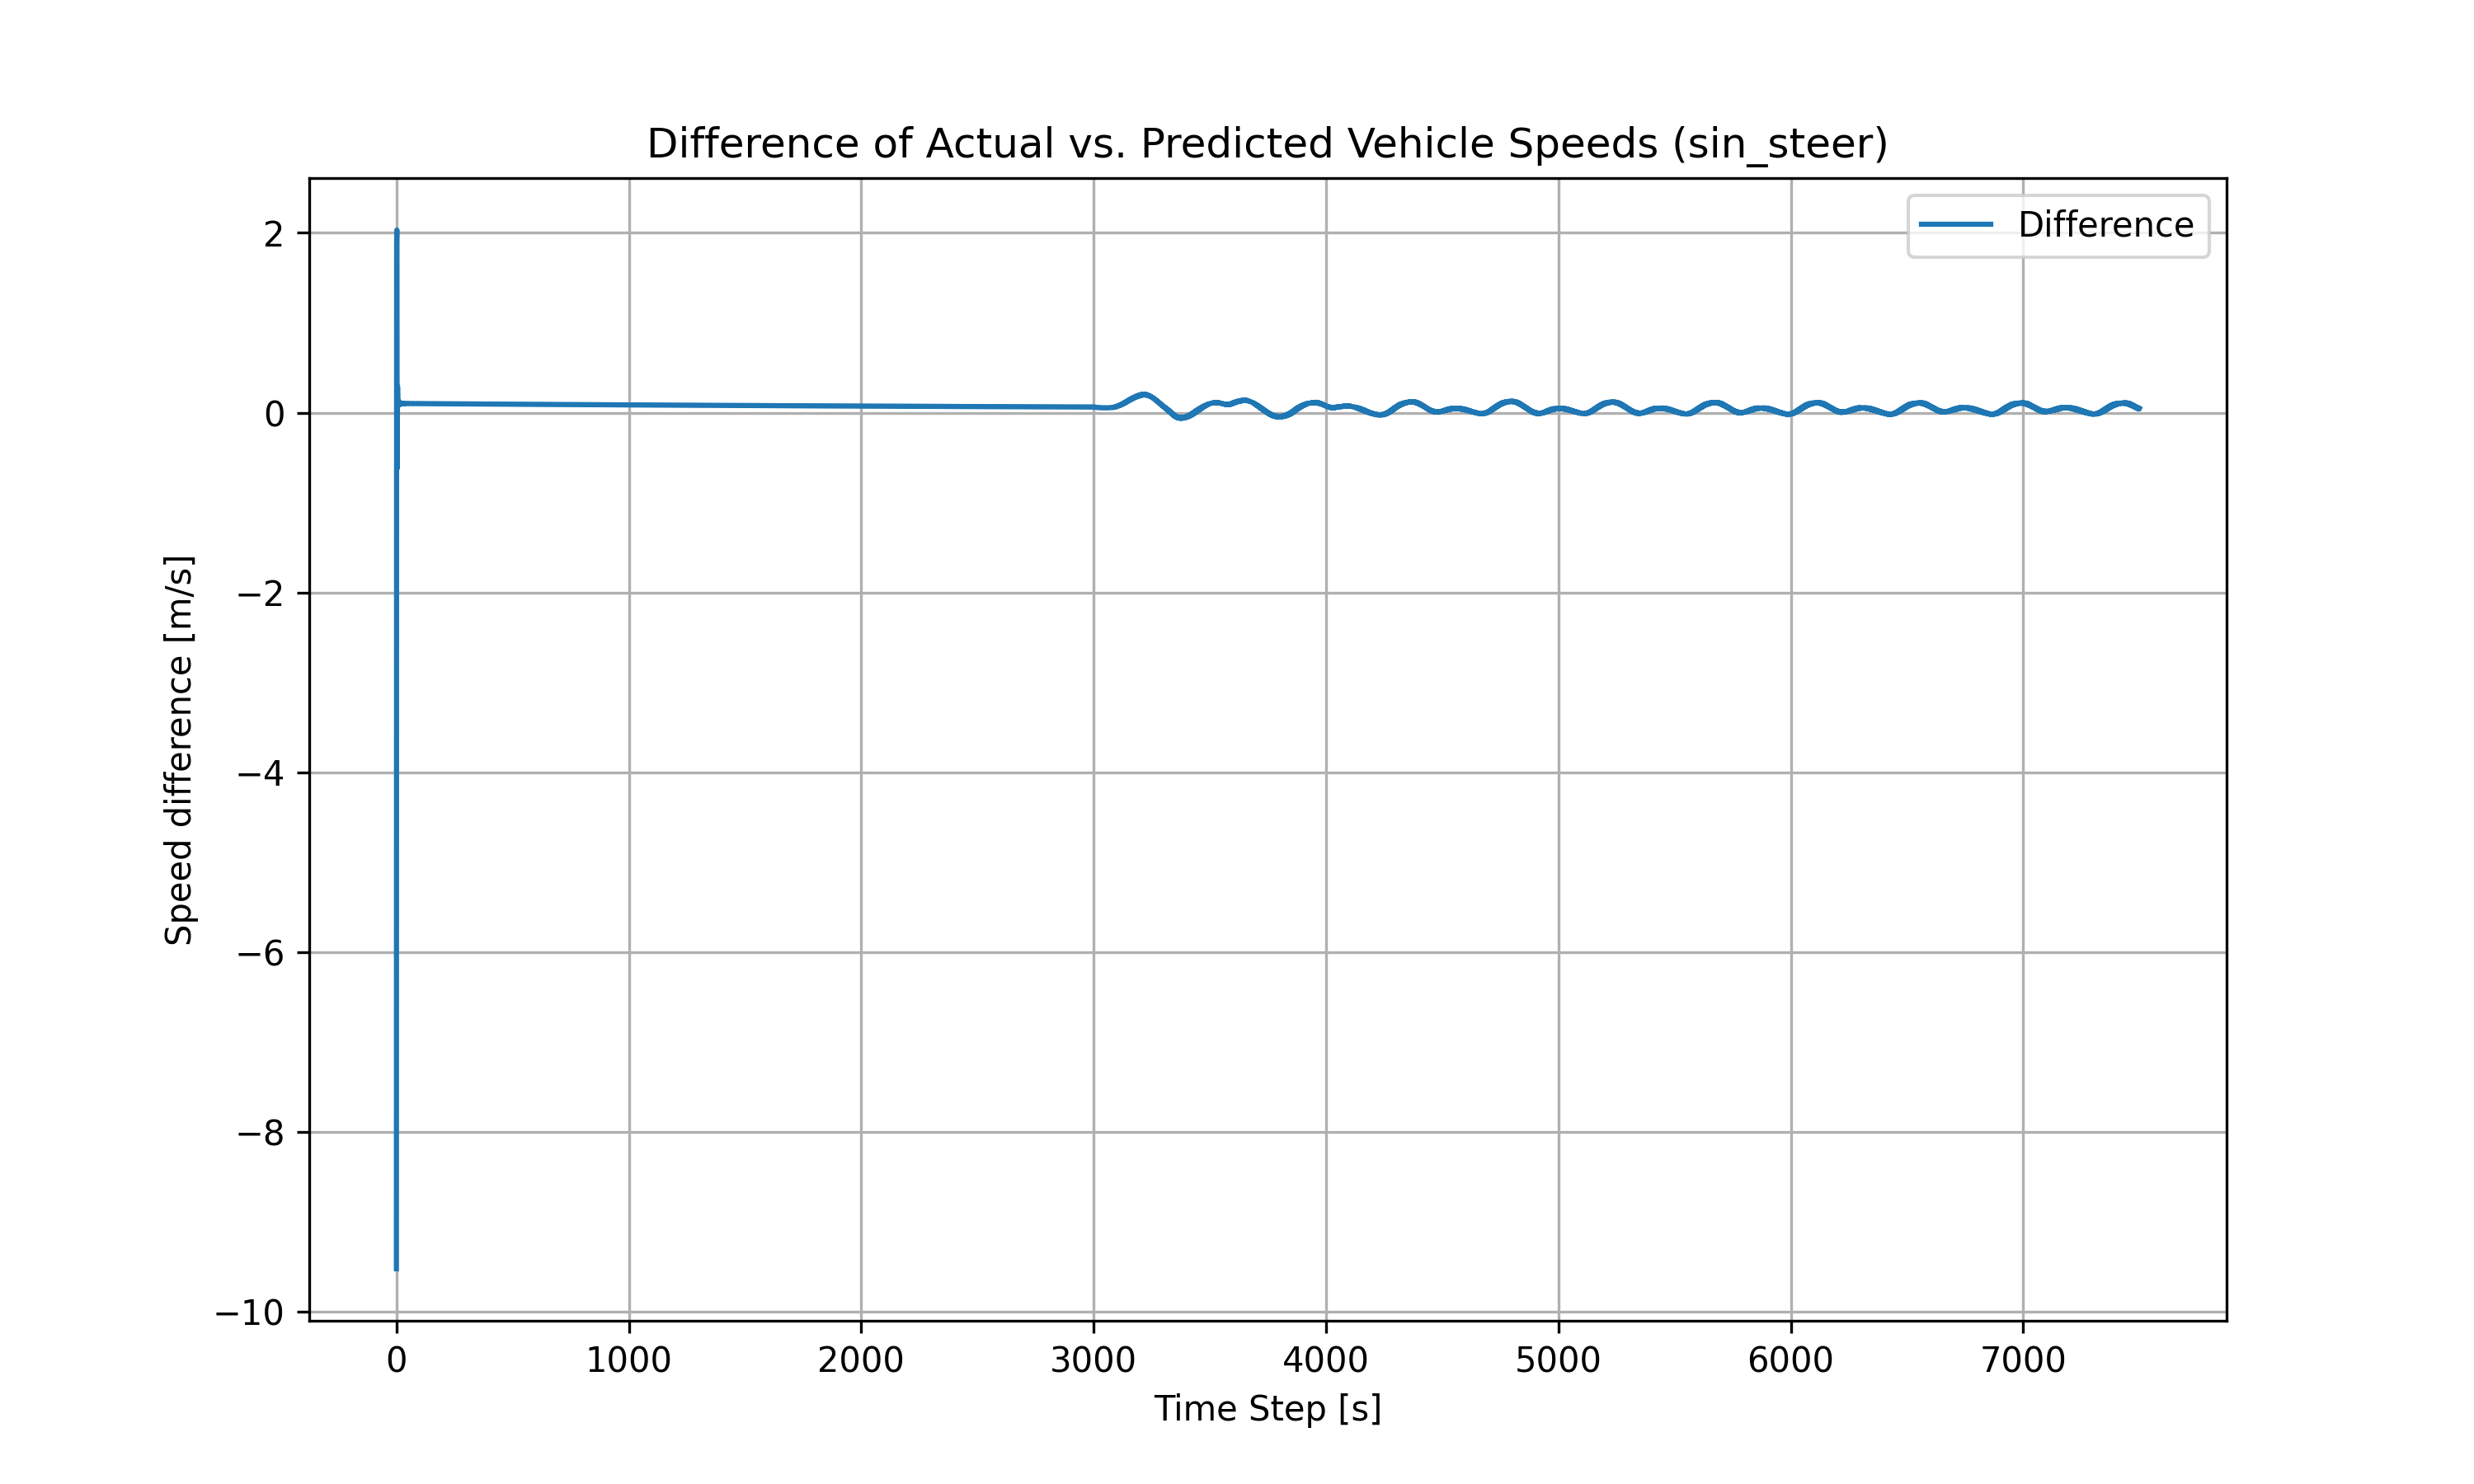 Difference of Actual vs. Predicted Vehicle Speeds (sin_steer)
Difference
2
0
−2
−4
−6
−8
−10
Speed difference [m/s]
0 1000 2000 3000 4000 5000 6000 7000
Time Step [s]